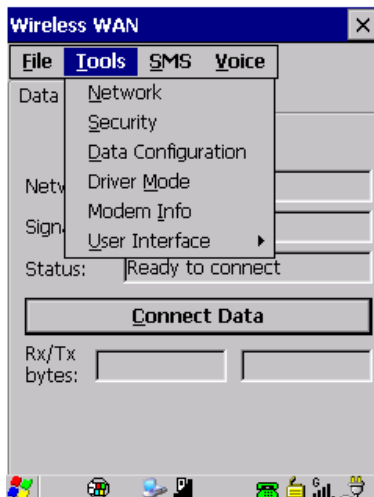 Wireless WAN
File Tools SMS Voice
Data
Network
Security
Data Configuration
Driver Mode
Netw
Modem Info
Sign
User Interface
Status: Ready to connect
Connect Data
Rx/Tx
bytes:
G